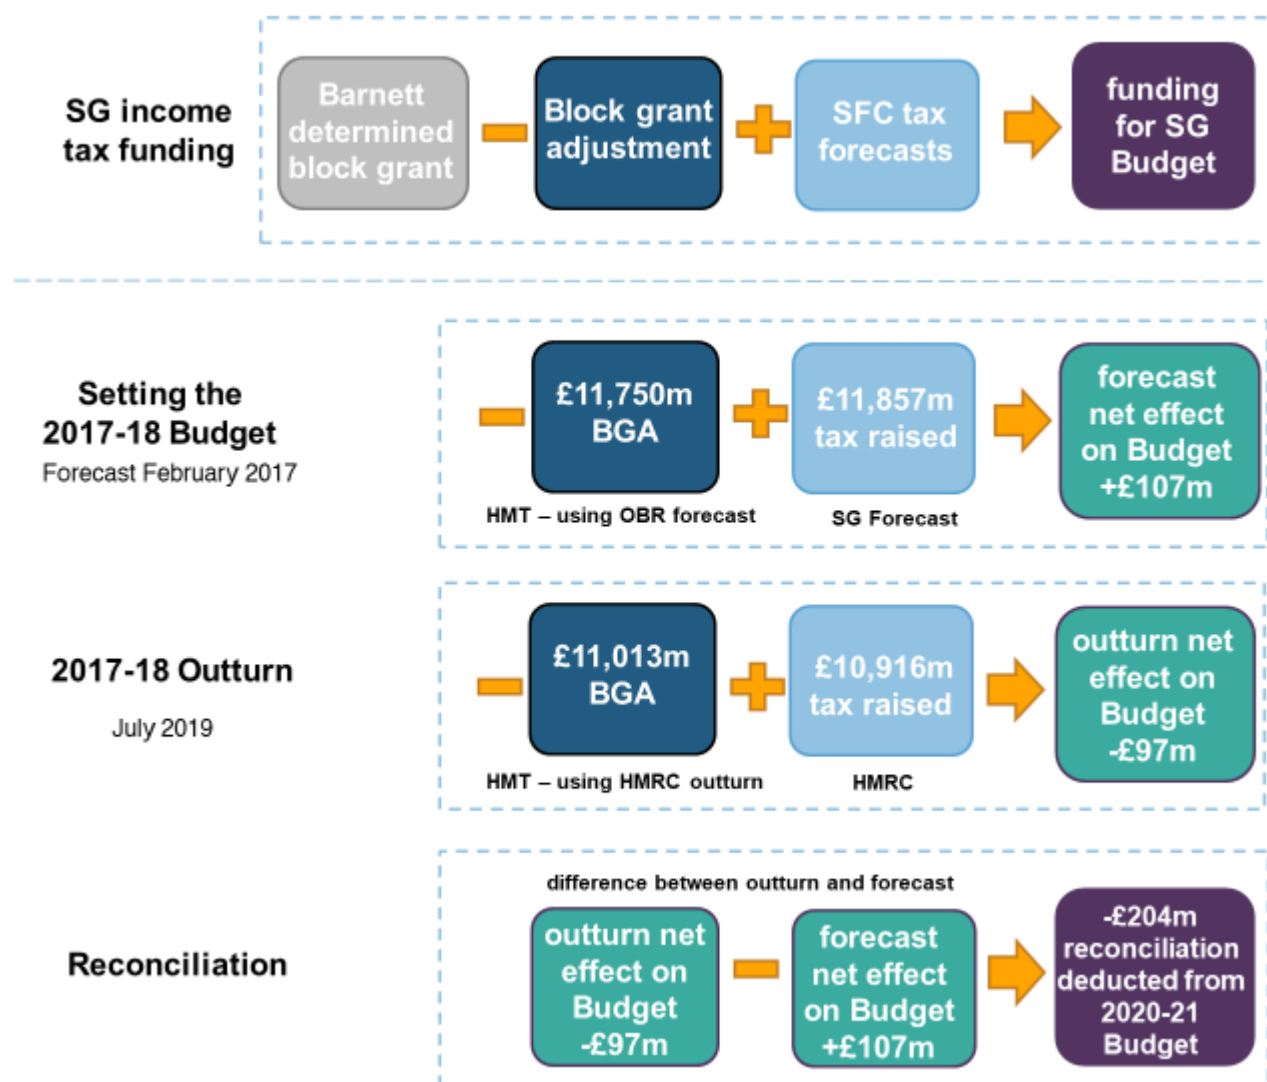 SG income
tax funding
Barnett
determined
block grant
Block grant
adjustment
SFC tax
forecasts
funding
for SG
Budget
Setting the
2017-18 Budget
Forecast February 2017
£11,750m
BGA
HMT – using OBR forecast
£11,857m
tax raised
SG Forecast
forecast
net effect
on Budget
+£107m
2017-18 Outturn
July 2019
£11,013m
BGA
HMT – using HMRC outturn
£10,916m
tax raised
HMRC
outturn net
effect on
Budget
-£97m
Reconciliation
difference between outturn and forecast
outturn net
effect on
Budget
-£97m
forecast
net effect
on Budget
+£107m
-£204m
reconciliation
deducted from
2020-21
Budget